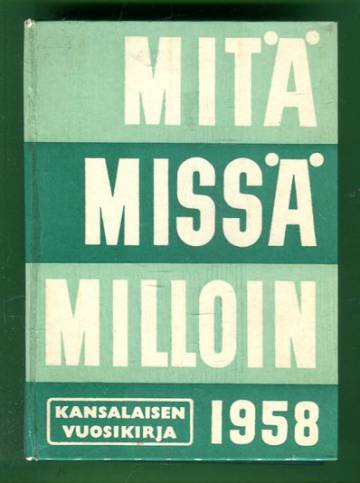 MITÄ
MISSÄ
MILLOIN
KANSALAISEN
VUOSIKIRJA
1958